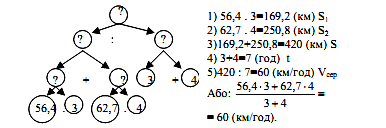 ?
? : ?
? + ? 3 + 4
56,4 . 3 62,7 . 4
1) 56,4 . 3=169,2 (км) S₁
2) 62,7 . 4=250,8 (км) S₂
3)169,2+250,8=420 (км) S
4) 3+4=7 (год) t
5)420 : 7=60 (км/год) Vсер
Або: (56,4·3+62,7·4)/(3+4) =
= 60 (км/год).